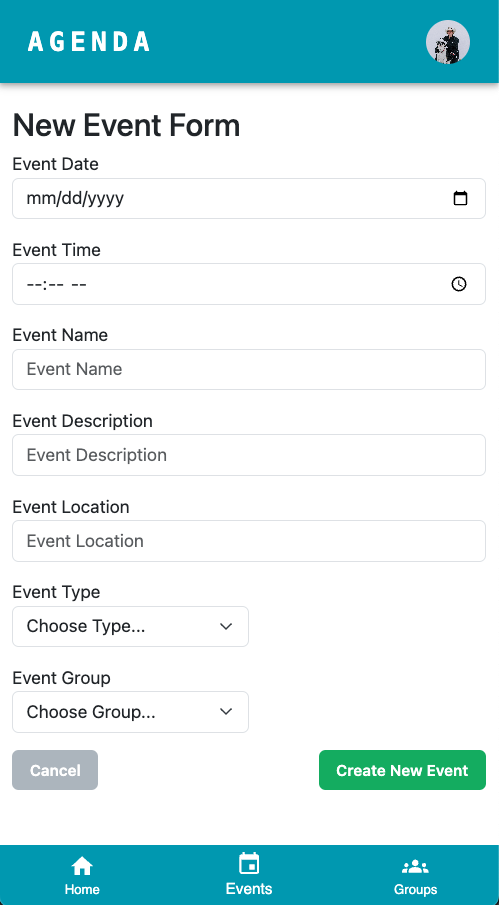 AGENDA
New Event Form
Event Date
mm/dd/yyyy
Event Time
--:-- --
Event Name
Event Name
Event Description
Event Description
Event Location
Event Location
Event Type
Choose Type...
Event Group
Choose Group...
Cancel
Create New Event
Home
Events
Groups